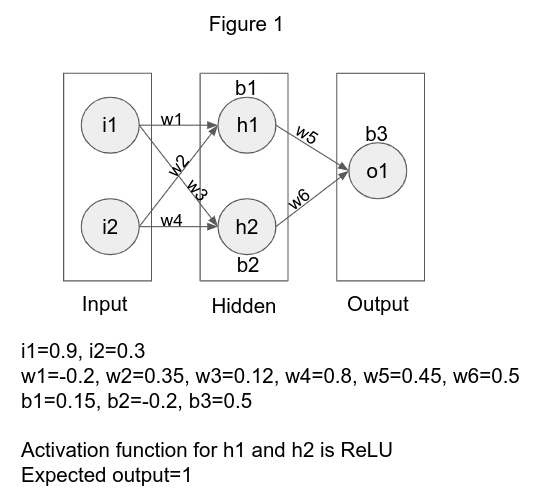 Figure 1
b1
i1
w1
h1
w5
b3
w2
o1
w3
w6
i2
w4
h2
b2
Input
Hidden
Output
i1=0.9, i2=0.3
w1=-0.2, w2=0.35, w3=0.12, w4=0.8, w5=0.45, w6=0.5
b1=0.15, b2=-0.2, b3=0.5
Activation function for h1 and h2 is ReLU
Expected output=1